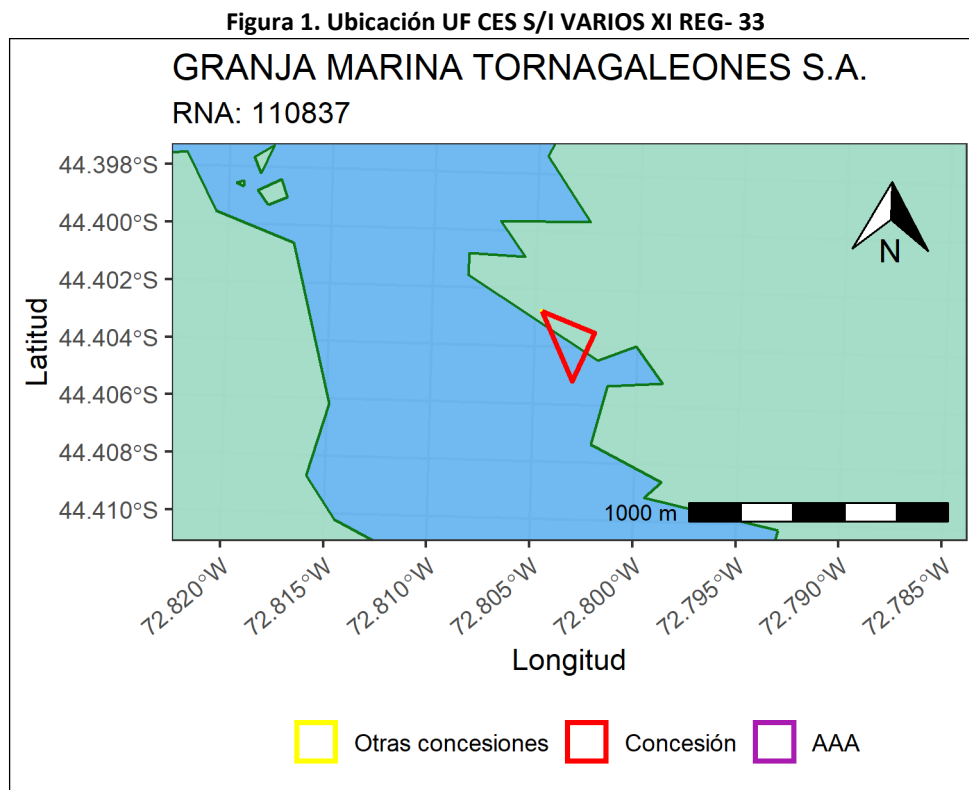 Figura 1. Ubicación UF CES S/I VARIOS XI REG- 33
GRANJA MARINA TORNAGALEONES S.A.
RNA: 110837
44.398°S
44.400°S
44.402°S
44.404°S
44.406°S
44.408°S
44.410°S
Latitud
N
1000 m
72.820°W
72.815°W
72.810°W
72.805°W
72.800°W
72.795°W
72.790°W
72.785°W
Longitud
Otras concesiones
Concesión
AAA